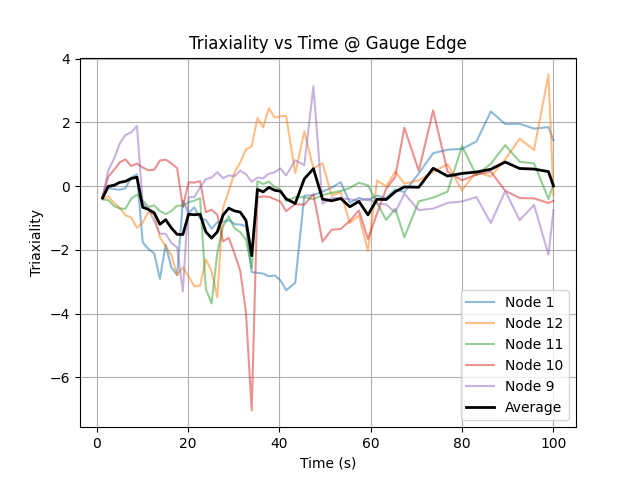 Triaxiality vs Time @ Gauge Edge
Triaxiality
4
2
0
−2
−4
−6
0
20
40
60
80
100
Time (s)
Node 1
Node 12
Node 11
Node 10
Node 9
Average